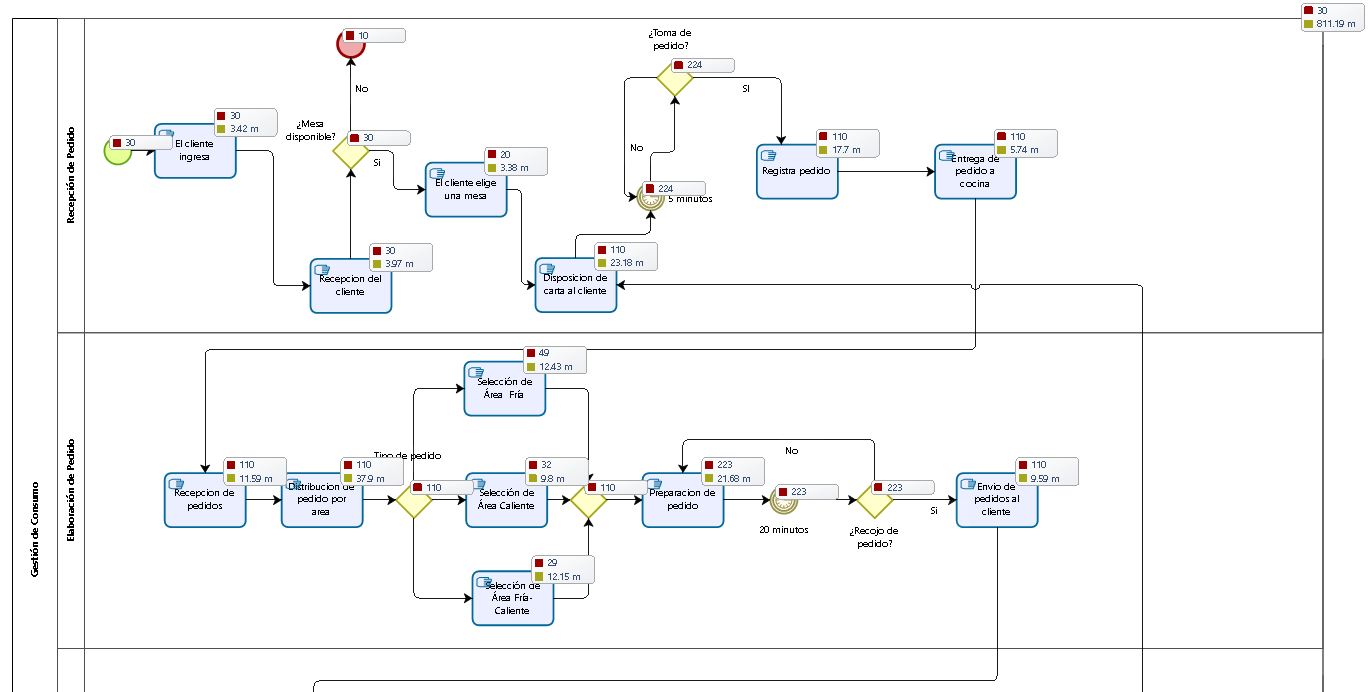 30
811.19 m
Gestión de Consumo
Recepción de Pedido
30
El cliente
ingresa
30
3.42 m
10
No
¿Mesa
disponible?
30
Si
Recepcion del
cliente
30
3.97 m
El cliente elige
una mesa
20
3.38 m
Disposicion de
carta al cliente
110
23.18 m
¿Toma de
pedido?
224
SI
No
224
5 minutos
Registra pedido
110
17.7 m
Entrega de
pedido a
cocina
110
5.74 m
Elaboración de Pedido
Recepcion de
pedidos
110
11.59 m
Distribucion de
pedido por
area
110
37.9 m
Tipo de pedido
110
Selección de
Área Fría
49
12.43 m
Selección de
Área Caliente
32
9.8 m
Selección de
Área Fría-
Caliente
29
12.15 m
110
Preparacion de
pedido
223
21.68 m
No
223
20 minutos
223
¿Recojo de
pedido?
Si
Envio de
pedidos al
cliente
110
9.59 m